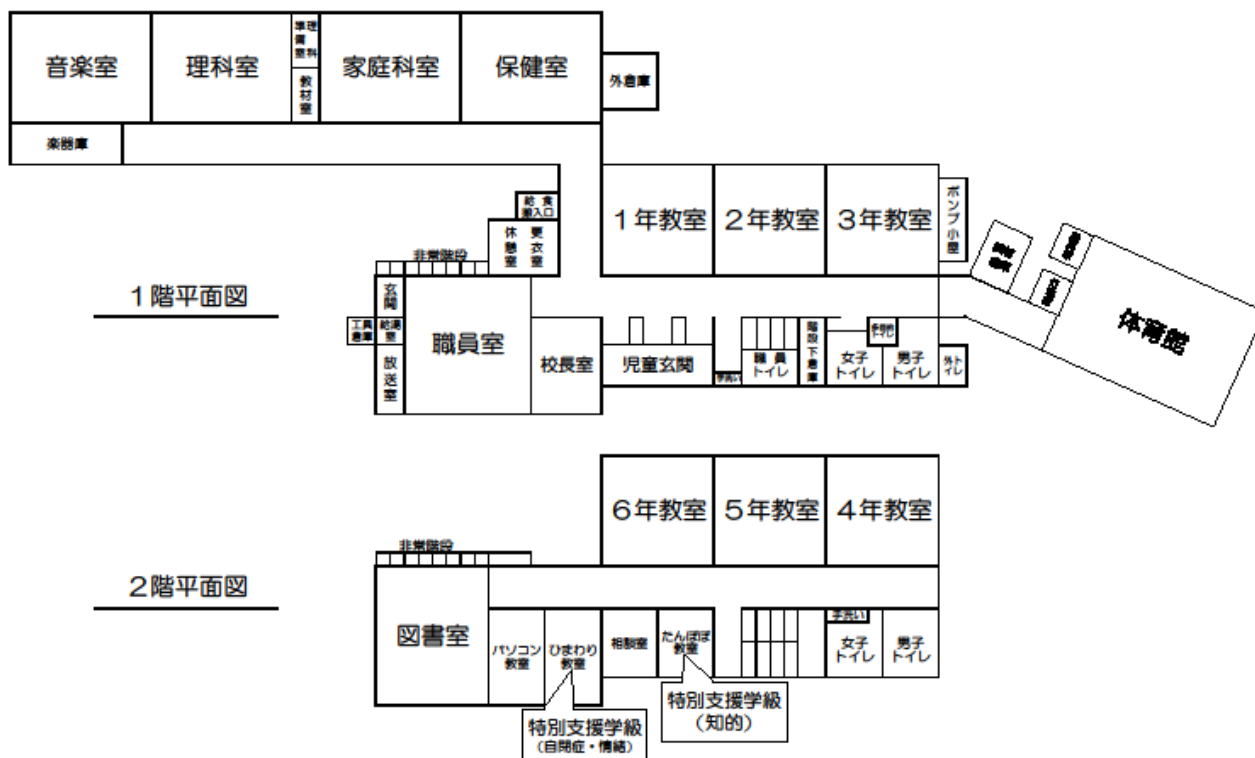 音楽室
理科室
理科
準備室
教材室
家庭科室
保健室
外倉庫
楽器庫
給食
搬入口
休憩室
更衣室
非常階段
1年教室
2年教室
3年教室
ポンプ小屋
1階平面図
玄関
工具
倉庫
給湯
室
放送室
職員室
校長室
児童玄関
手洗い
職員
トイレ
階段下倉庫
女子
トイレ
多目的
トイレ
男子
トイレ
外ト
イレ
体育館
2階平面図
非常階段
6年教室
5年教室
4年教室
図書室
パソコン
教室
ひまわり
教室
相談室
たんぽぽ
教室
手洗い
女子
トイレ
男子
トイレ
特別支援学級
(自閉症・情緒)
特別支援学級
(知的)